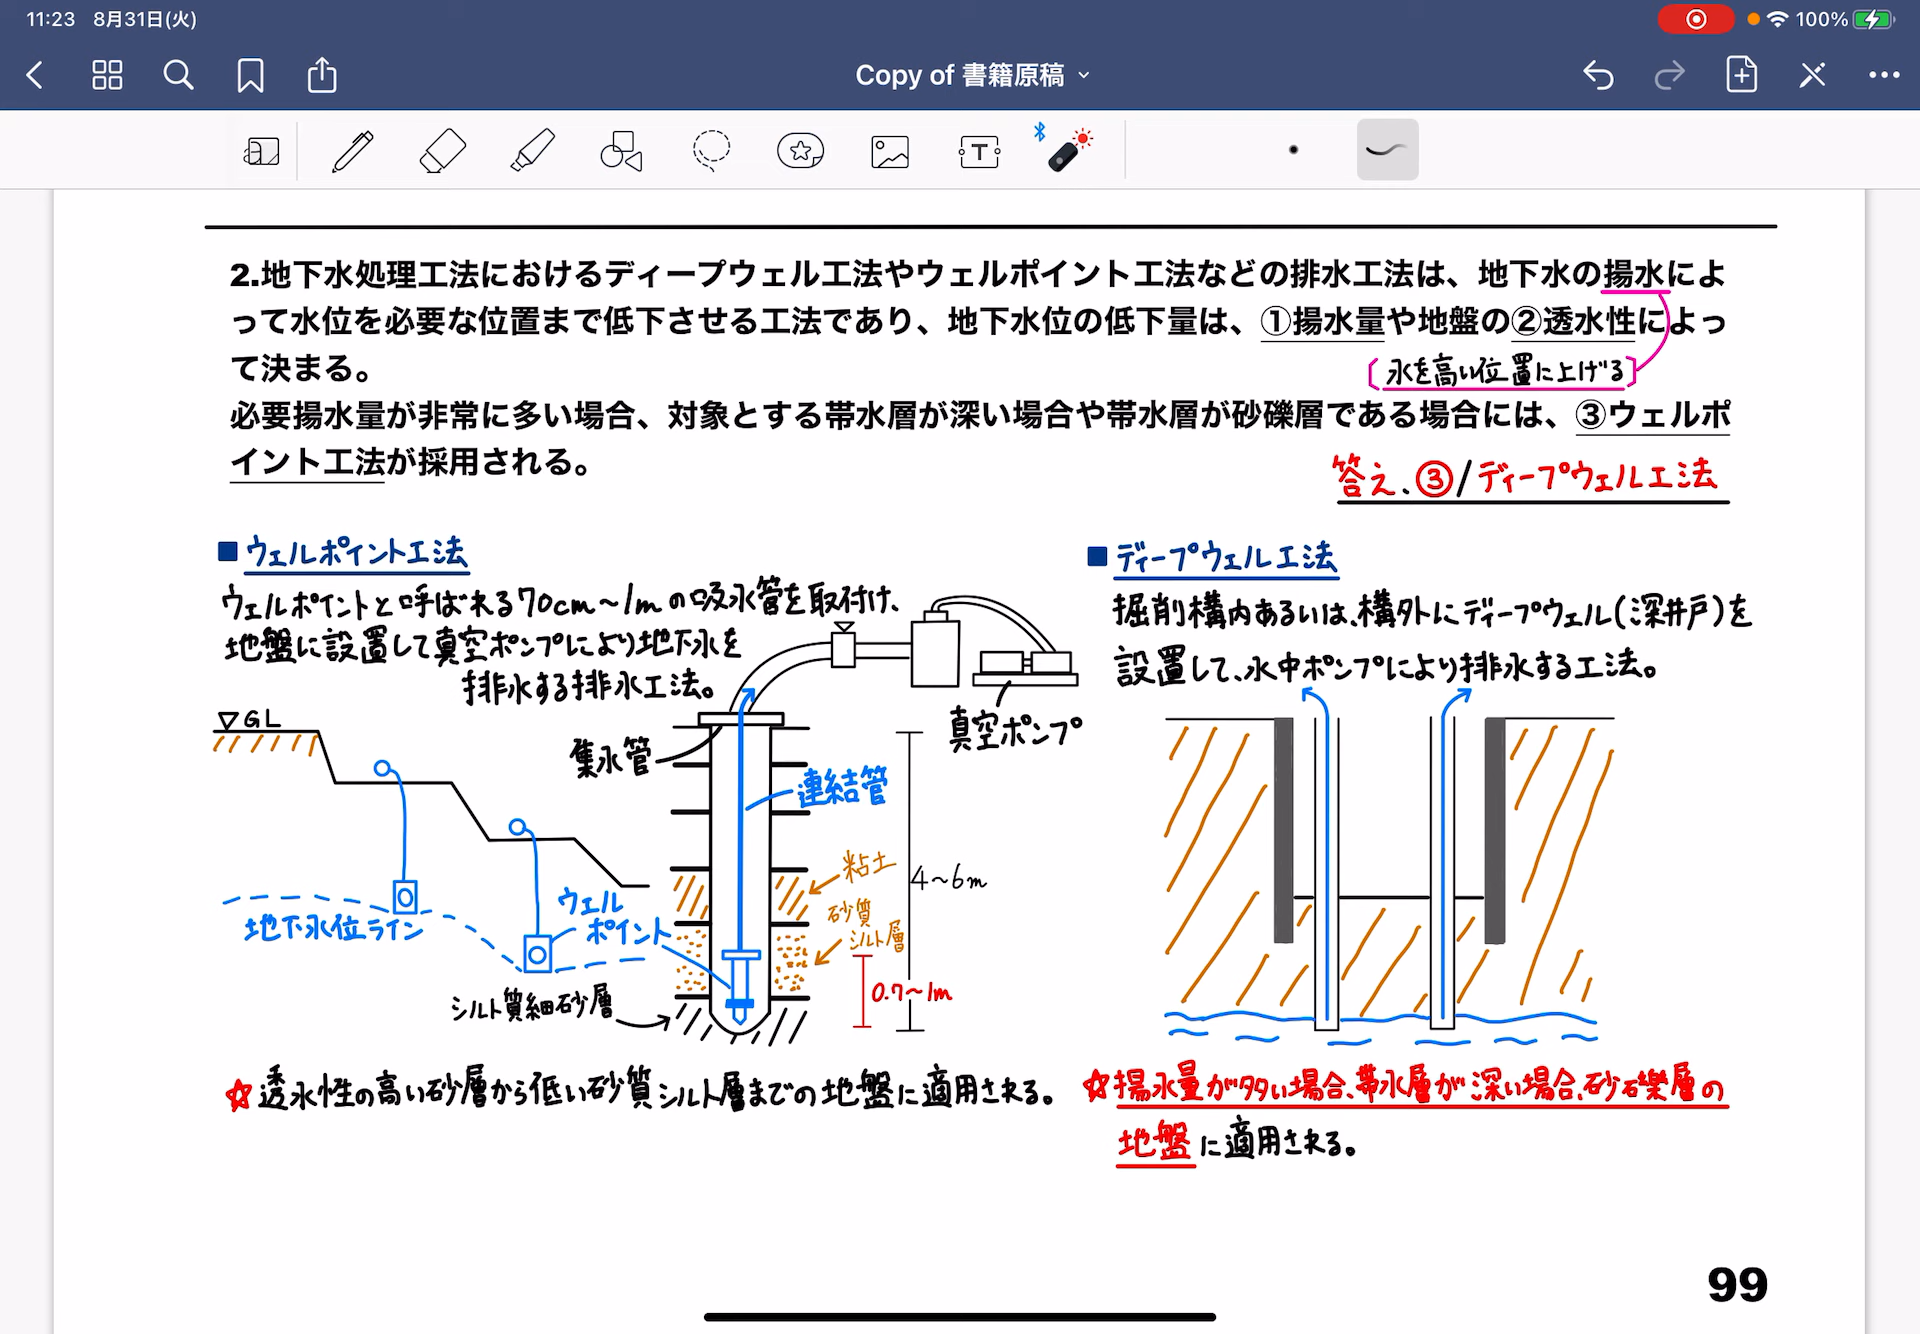 11:23 8月31日(火)
100%
Copy of 書籍原稿
2.地下水処理工法におけるディープウェル工法やウェルポイント工法などの排水工法は、地下水の揚水によ
って水位を必要な位置まで低下させる工法であり、地下水位の低下量は、①揚水量や地盤の②透水性によっ
て決まる。
〔水を高い位置に上げる〕
必要揚水量が非常に多い場合、対象とする帯水層が深い場合や帯水層が砂礫層である場合には、③ウェルポ
イント工法が採用される。
答え、③/ディープウェル工法
■ウェルポイント工法
ウェルポイントと呼ばれる70cm〜1mの吸水管を取付け、
地盤に設置して真空ポンプにより地下水を
排水する排水工法。
▽GL
集水管
真空ポンプ
連結管
粘土
4〜6m
砂質
シルト層
ウェル
ポイント
地下水位ライン
0.7〜1m
シルト質細砂層
☆透水性の高い砂層から低い砂質シルト層までの地盤に適用される。
■ディープウェル工法
掘削構内あるいは、構外にディープウェル(深井戸)を
設置して、水中ポンプにより排水する工法。
☆揚水量が多い場合、帯水層が深い場合、砂礫層の
地盤に適用される。
99